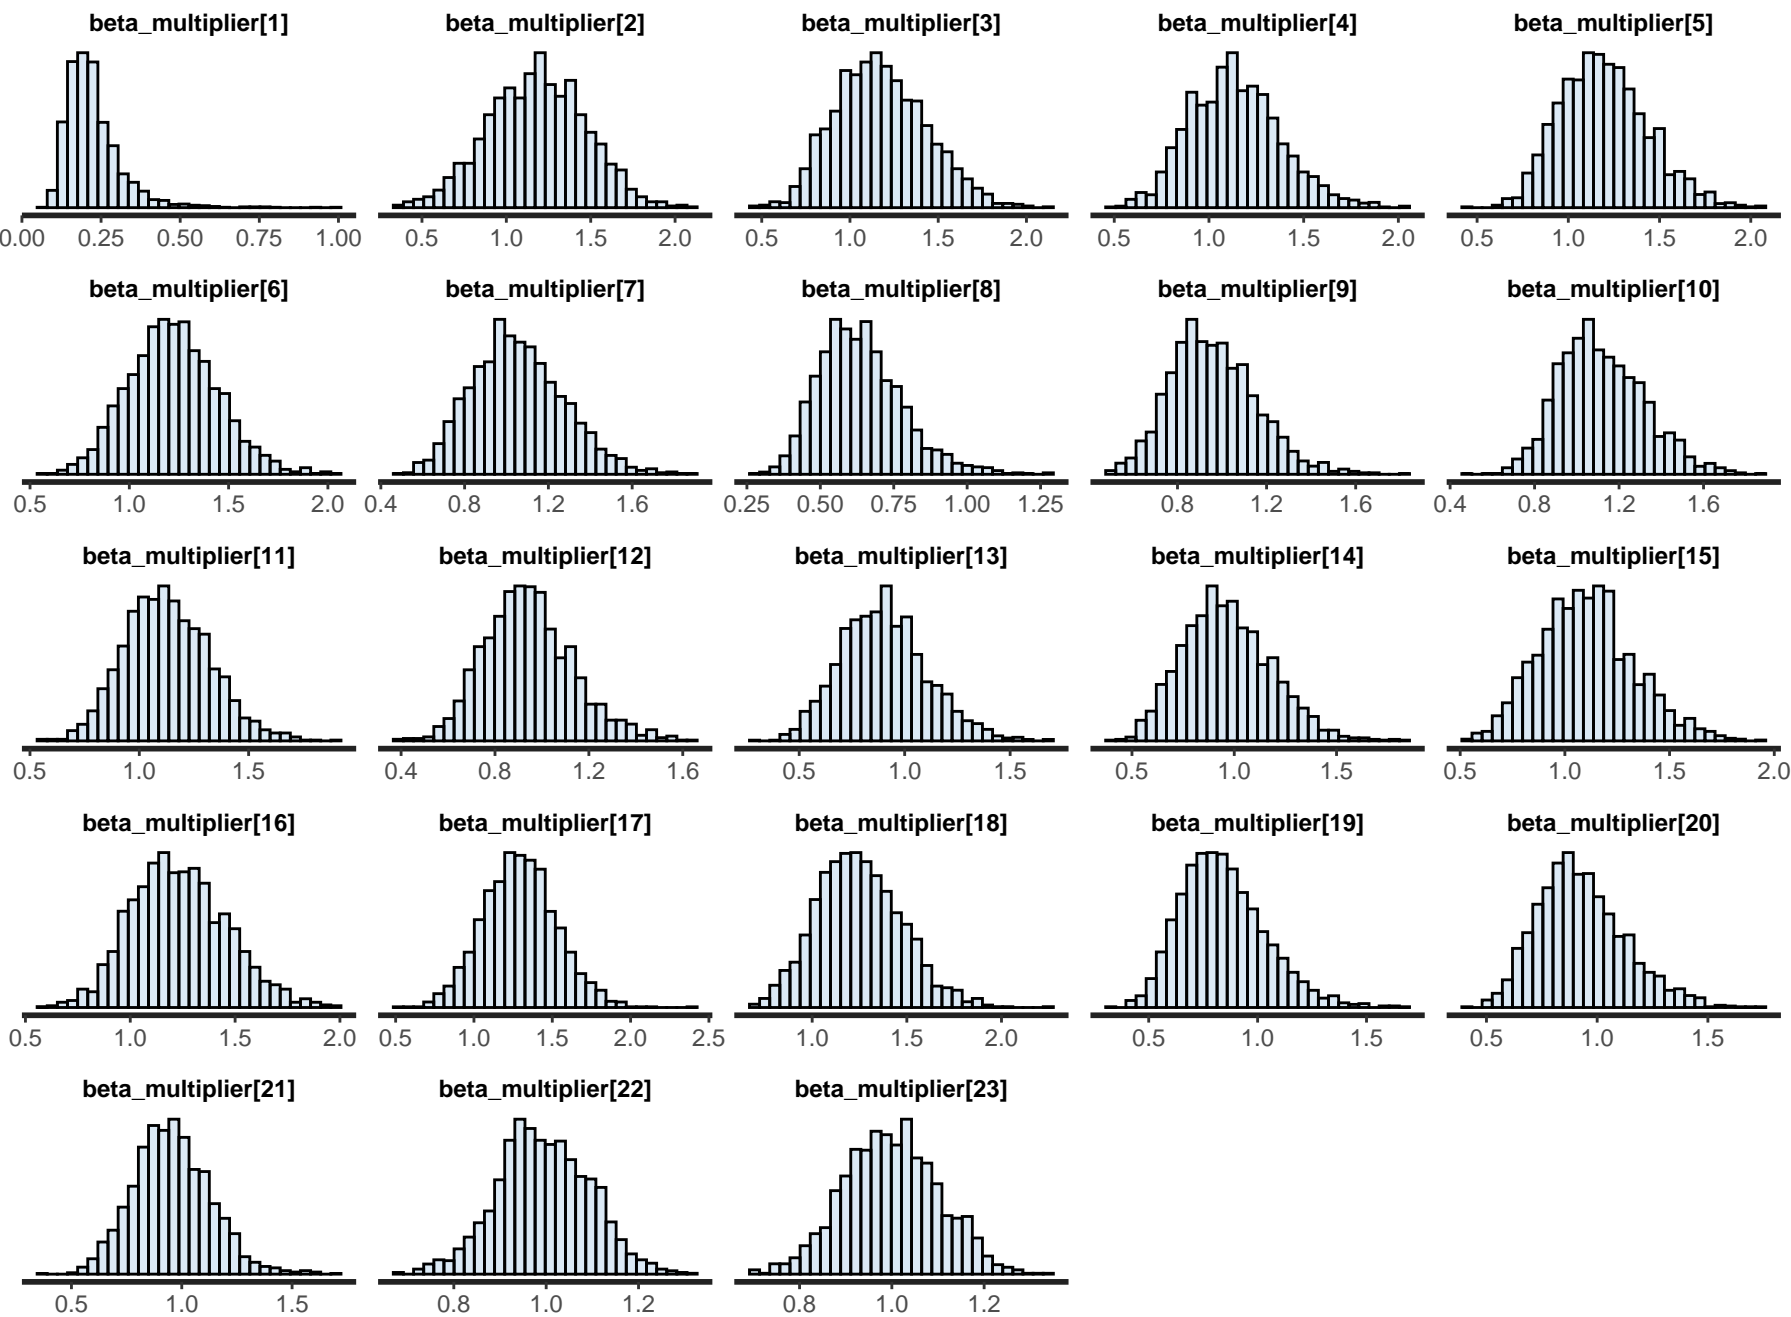 beta_multiplier[1] beta_multiplier[2] beta_multiplier[3] beta_multiplier[4] beta_multiplier[5]
0.00 0.25 0.50 0.75 1.00 0.5 1.0 1.5 2.0 0.5 1.0 1.5 2.0 0.5 1.0 1.5 2.0 0.5 1.0 1.5 2.0
beta_multiplier[6] beta_multiplier[7] beta_multiplier[8] beta_multiplier[9] beta_multiplier[10]
0.5 1.0 1.5 2.0 0.4 0.8 1.2 1.6 0.25 0.50 0.75 1.00 1.25 0.8 1.2 1.6 0.4 0.8 1.2 1.6
beta_multiplier[11] beta_multiplier[12] beta_multiplier[13] beta_multiplier[14] beta_multiplier[15]
0.5 1.0 1.5 0.4 0.8 1.2 1.6 0.5 1.0 1.5 0.5 1.0 1.5 0.5 1.0 1.5 2.0
beta_multiplier[16] beta_multiplier[17] beta_multiplier[18] beta_multiplier[19] beta_multiplier[20]
0.5 1.0 1.5 2.0 0.5 1.0 1.5 2.0 2.5 1.0 1.5 2.0 0.5 1.0 1.5 0.5 1.0 1.5
beta_multiplier[21] beta_multiplier[22] beta_multiplier[23]
0.5 1.0 1.5 0.8 1.0 1.2 0.8 1.0 1.2